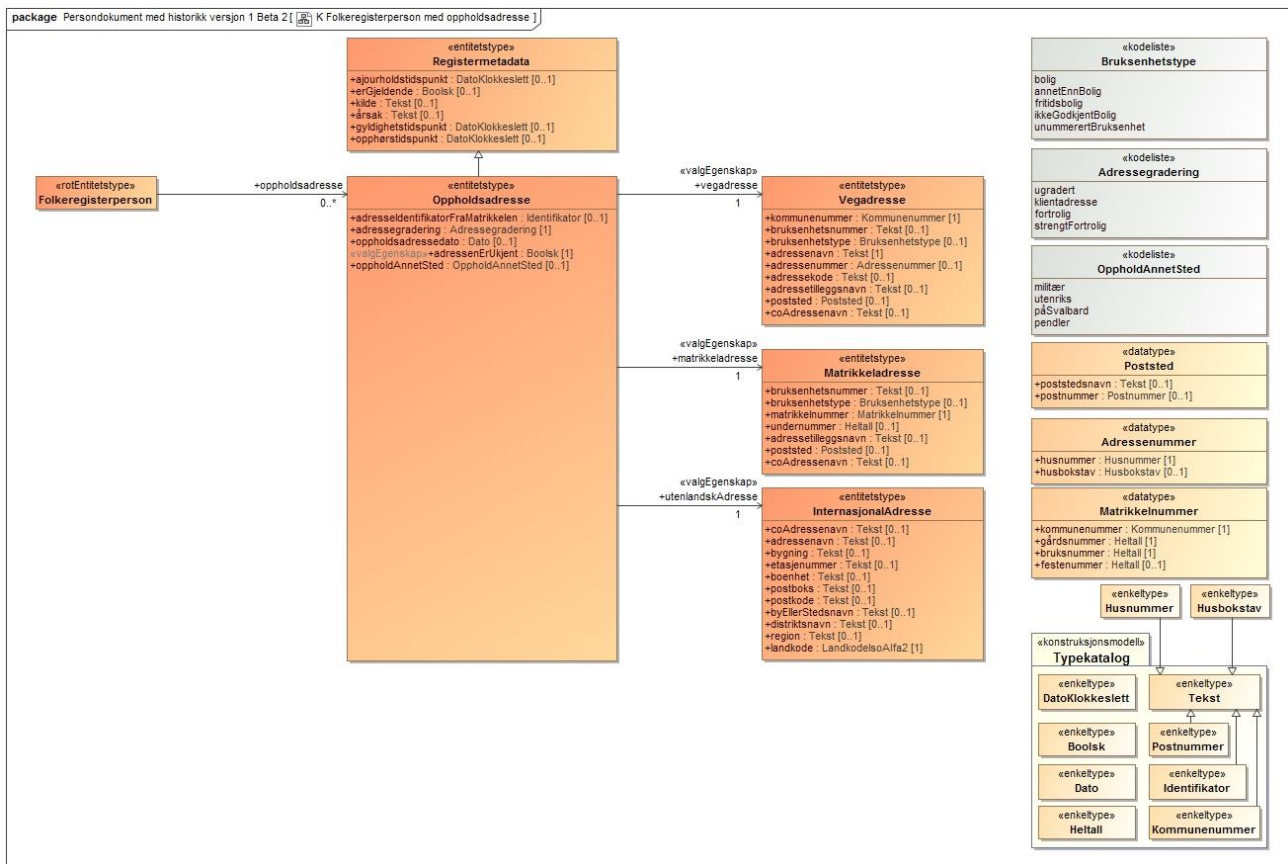 package Persondokument med historikk versjon 1 Beta 2 [ K Folkeregisterperson med oppholdsadresse ]
«entitetstype»
Registermetadata
+ajourholdstidspunkt : DatoKlokkeslett [0..1]
+erGjeldende : Boolsk [0..1]
+kilde : Tekst [0..1]
+årsak : Tekst [0..1]
+gyldighetstidspunkt : DatoKlokkeslett [0..1]
+opphørstidspunkt : DatoKlokkeslett [0..1]
«rotEntitetstype»
Folkeregisterperson
+oppholdsadresse
0..*
«entitetstype»
Oppholdsadresse
+adresseIdentifikatorFraMatrikkelen : Identifikator [0..1]
+adressegradering : Adressegradering [1]
+oppholdsadressedato : Dato [0..1]
«valgEgenskap»+adressenErUkjent : Boolsk [1]
+oppholdAnnetSted : OppholdAnnetSted [0..1]
«valgEgenskap»
+vegadresse
1
«entitetstype»
Vegadresse
+kommunenummer : Kommunenummer [1]
+bruksenhetsnummer : Tekst [0..1]
+bruksenhetstype : Bruksenhetstype [0..1]
+adressenavn : Tekst [1]
+adressenummer : Adressenummer [0..1]
+adressekode : Tekst [0..1]
+adressetilleggsnavn : Tekst [0..1]
+poststed : Poststed [0..1]
+coAdressenavn : Tekst [0..1]
«valgEgenskap»
+matrikkeladresse
1
«entitetstype»
Matrikkeladresse
+bruksenhetsnummer : Tekst [0..1]
+bruksenhetstype : Bruksenhetstype [0..1]
+matrikkelnummer : Matrikkelnummer [1]
+undernummer : Heltall [0..1]
+adressetilleggsnavn : Tekst [0..1]
+poststed : Poststed [0..1]
+coAdressenavn : Tekst [0..1]
«valgEgenskap»
+utenlandskAdresse
1
«entitetstype»
InternasjonalAdresse
+coAdressenavn : Tekst [0..1]
+adressenavn : Tekst [0..1]
+bygning : Tekst [0..1]
+etasjenummer : Tekst [0..1]
+boenhet : Tekst [0..1]
+postboks : Tekst [0..1]
+postkode : Tekst [0..1]
+byEllerStedsnavn : Tekst [0..1]
+distriktsnavn : Tekst [0..1]
+region : Tekst [0..1]
+landkode : LandkodeIsoAlfa2 [1]
«kodeliste»
Bruksenhetstype
bolig
annetEnnBolig
fritidsbolig
ikkeGodkjentBolig
unummerertBruksenhet
«kodeliste»
Adressegradering
ugradert
klientadresse
fortrolig
strengtFortrolig
«kodeliste»
OppholdAnnetSted
militær
utenriks
påSvalbard
pendler
«datatype»
Poststed
+poststedsnavn : Tekst [0..1]
+postnummer : Postnummer [0..1]
«datatype»
Adressenummer
+husnummer : Husnummer [1]
+husbokstav : Husbokstav [0..1]
«datatype»
Matrikkelnummer
+kommunenummer : Kommunenummer [1]
+gårdsnummer : Heltall [1]
+bruksnummer : Heltall [1]
+festenummer : Heltall [0..1]
«enkeltype»
Husnummer
«enkeltype»
Husbokstav
«konstruksjonsmodell»
Typekatalog
«enkeltype»
DatoKlokkeslett
«enkeltype»
Tekst
«enkeltype»
Boolsk
«enkeltype»
Postnummer
«enkeltype»
Dato
«enkeltype»
Identifikator
«enkeltype»
Heltall
«enkeltype»
Kommunenummer